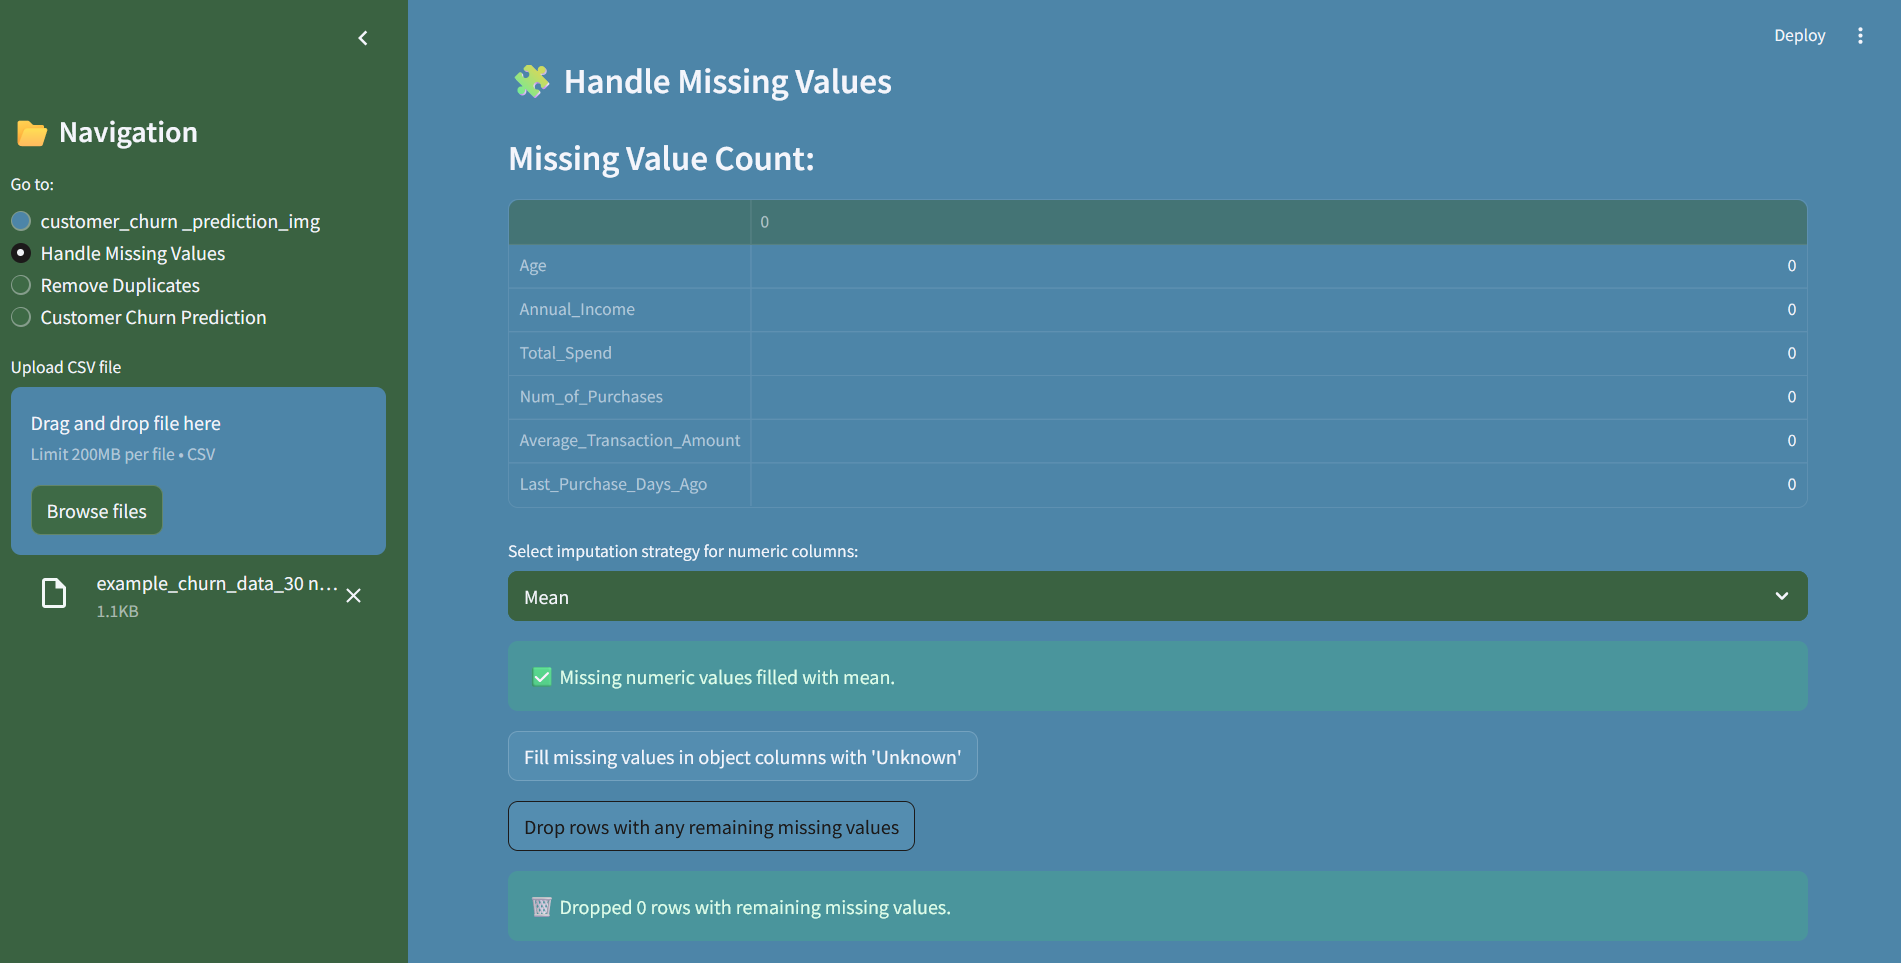 Deploy
Navigation
Go to:
customer_churn _prediction_img
Handle Missing Values
Remove Duplicates
Customer Churn Prediction
Upload CSV file
Drag and drop file here
Limit 200MB per file • CSV
Browse files
example_churn_data_30 n...
1.1KB
Handle Missing Values
Missing Value Count:
0
Age 0
Annual_Income 0
Total_Spend 0
Num_of_Purchases 0
Average_Transaction_Amount 0
Last_Purchase_Days_Ago 0
Select imputation strategy for numeric columns:
Mean
Missing numeric values filled with mean.
Fill missing values in object columns with 'Unknown'
Drop rows with any remaining missing values
Dropped 0 rows with remaining missing values.